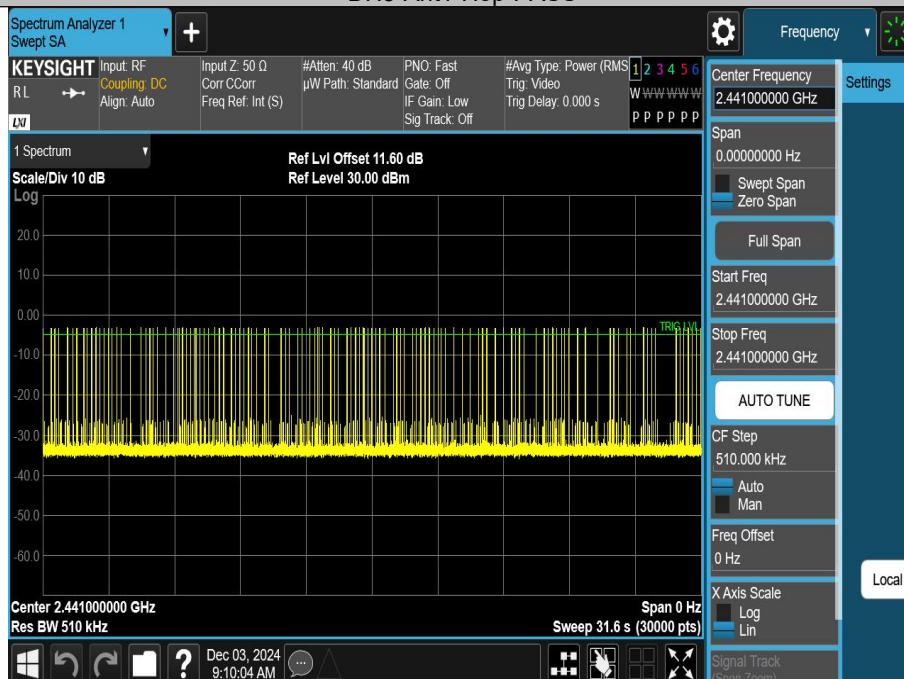 Spectrum Analyzer 1
Swept SA
+
Frequency
KEYSIGHT
R L
LXI
Input: RF
Coupling: DC
Align: Auto
Input Z: 50 Ω
Corr CCorr
Freq Ref: Int (S)
#Atten: 40 dB
µW Path: Standard
PNO: Fast
Gate: Off
IF Gain: Low
Sig Track: Off
#Avg Type: Power (RMS
Trig: Video
Trig Delay: 0.000 s
1 2 3 4 5 6
W W W W W W
P P P P P P
1 Spectrum
Scale/Div 10 dB
Log
Ref Lvl Offset 11.60 dB
Ref Level 30.00 dBm
20.0
10.0
0.00
TRIG LVL
-10.0
-20.0
-30.0
-40.0
-50.0
-60.0
Center 2.441000000 GHz
Res BW 510 kHz
Span 0 Hz
Sweep 31.6 s (30000 pts)
Center Frequency
2.441000000 GHz
Settings
Span
0.00000000 Hz
Swept Span
Zero Span
Full Span
Start Freq
2.441000000 GHz
Stop Freq
2.441000000 GHz
AUTO TUNE
CF Step
510.000 kHz
Auto
Man
Freq Offset
0 Hz
Local
X Axis Scale
Log
Lin
Signal Track
(Span Zoom)
?
Dec 03, 2024
9:10:04 AM